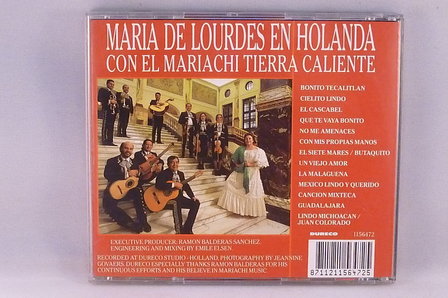 MARIA DE LOURDES EN HOLANDA
CON EL MARIACHI TIERRA CALIENTE
BONITO TECALITLAN
CIELITO LINDO
EL CASCABEL
QUE TE VAYA BONITO
NO ME AMENACES
CON MIS PROPIAS MANOS
EL SIETE MARES / BUTAQUITO
UN VIEJO AMOR
LA MALAGUENA
MEXICO LINDO Y QUERIDO
CANCION MIXTECA
GUADALAJARA
LINDO MICHOACAN /
JUAN COLORADO
EXECUTIVE PRODUCER: RAMON BALDERAS SANCHEZ.
ENGINEERING AND MIXING BY EMILE ELSEN.
RECORDED AT DURECO STUDIO - HOLLAND. PHOTOGRAPHY BY JEANNINE
GOVAERS. DURECO ESPECIALLY THANKS RAMON BALDERAS FOR HIS
CONTINUOUS EFFORTS AND HIS BELIEVE IN MARIACHI MUSIC.
DURECO 1156472
8711211564725